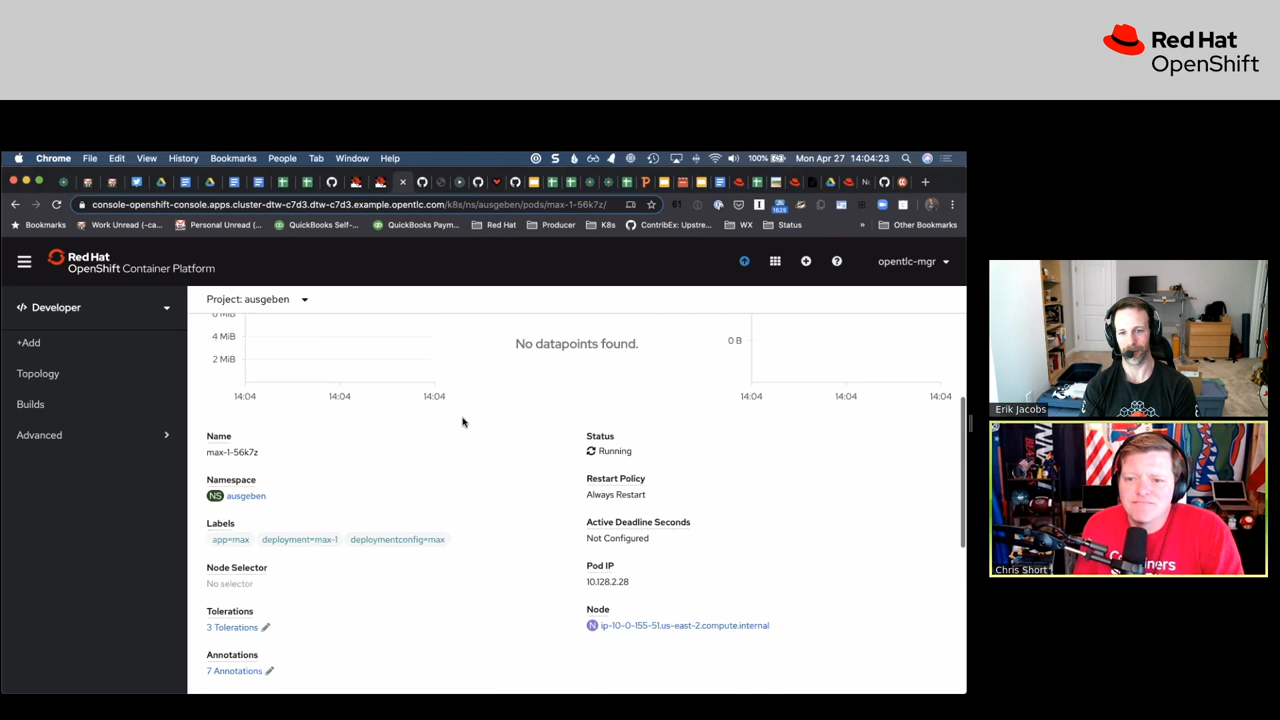 Red Hat
OpenShift
Chrome File Edit View History Bookmarks People Tab Window Help 100% Mon Apr 27 14:04:23
console-openshift-console.apps.cluster-dtw-c7d3.dtw-c7d3.example.opentlc.com/k8s/ns/ausgeben/pods/max-1-56k7z/
Bookmarks Work Unread (-ca... Personal Unread (... QuickBooks Self-... QuickBooks Paym... Red Hat Producer K8s ContribEx: Upstre... WX Status » Other Bookmarks
Red Hat
OpenShift Container Platform
opentlc-mgr
Developer
Project: ausgeben
+Add
Topology
Builds
Advanced
4 MiB
2 MiB
No datapoints found.
0 B
14:04 14:04 14:04 14:04 14:04 14:04
Name
max-1-56k7z
Namespace
NS ausgeben
Labels
app=max deployment=max-1 deploymentconfig=max
Node Selector
No selector
Tolerations
3 Tolerations
Annotations
7 Annotations
Status
Running
Restart Policy
Always Restart
Active Deadline Seconds
Not Configured
Pod IP
10.128.2.28
Node
N ip-10-0-155-51.us-east-2.compute.internal
Erik Jacobs
Chris Short